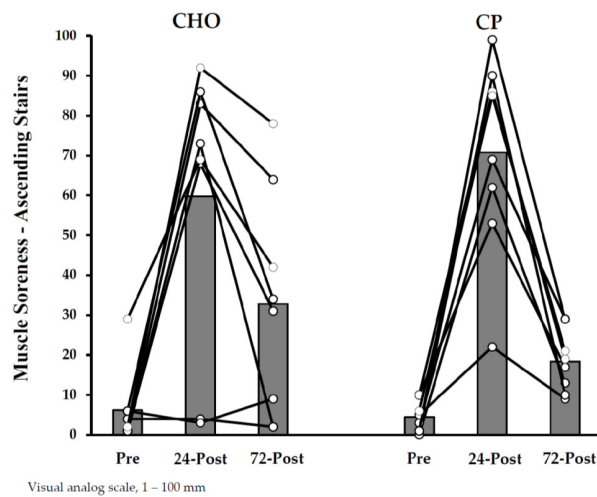 CHO
CP
Muscle Soreness - Ascending Stairs
100
90
80
70
60
50
40
30
20
10
0
Pre 24-Post 72-Post Pre 24-Post 72-Post
Visual analog scale, 1 – 100 mm